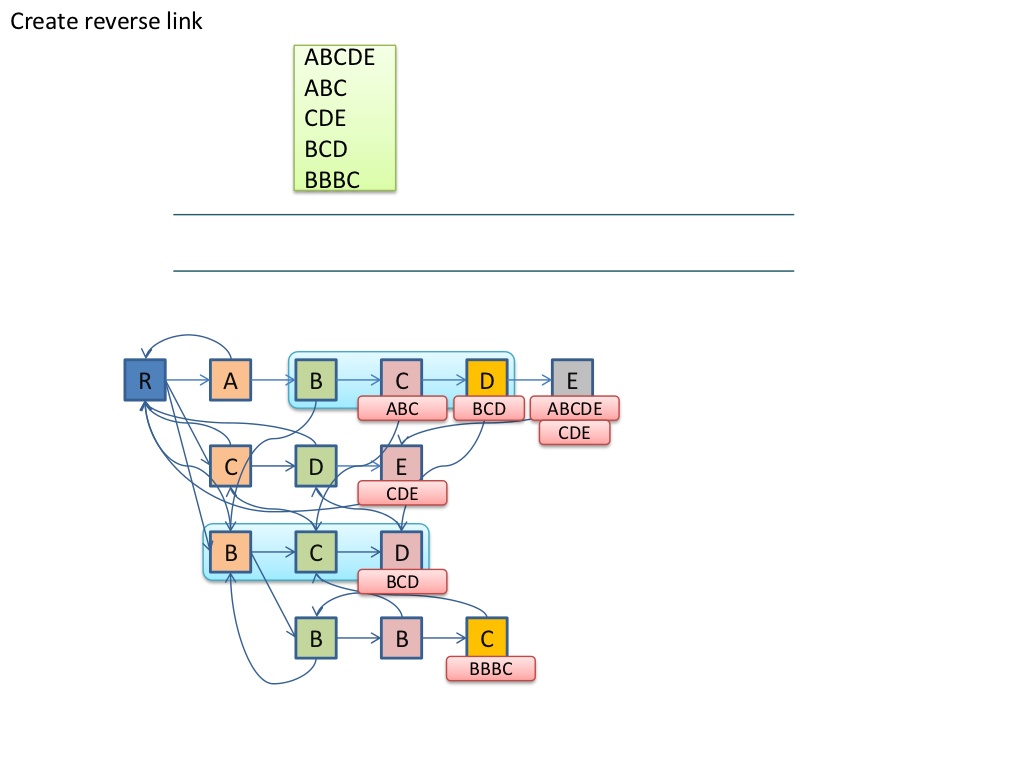 Create reverse link
ABCDE
ABC
CDE
BCD
BBBC
R A B C D E
ABC BCD ABCDE
CDE
C D E
CDE
B C D
BCD
B B C
BBBC